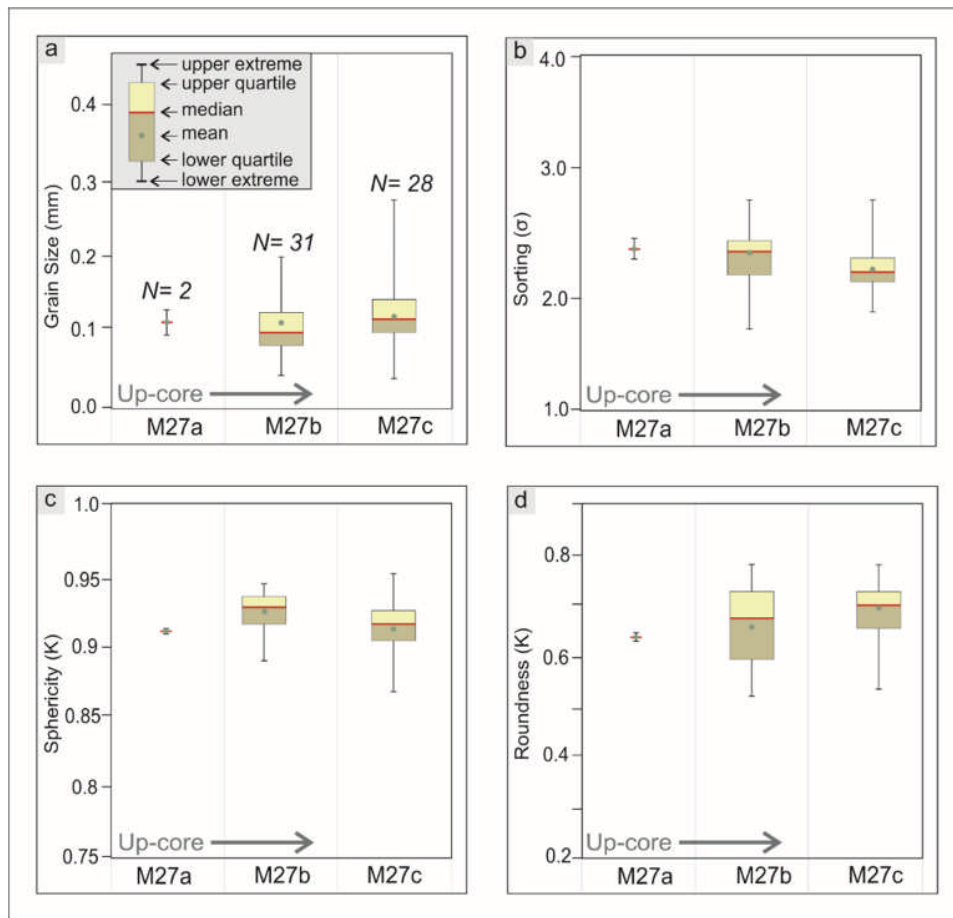 a
upper extreme
upper quartile
median
mean
lower quartile
lower extreme
0.4
0.3
0.2
0.1
0.0
Grain Size (mm)
N= 2
N= 31
N= 28
Up-core
M27a
M27b
M27c
b
4.0
3.0
2.0
1.0
Sorting (σ)
Up-core
M27a
M27b
M27c
c
1.0
0.95
0.9
0.85
0.8
0.75
Sphericity (K)
Up-core
M27a
M27b
M27c
d
0.8
0.6
0.4
0.2
Roundness (K)
Up-core
M27a
M27b
M27c